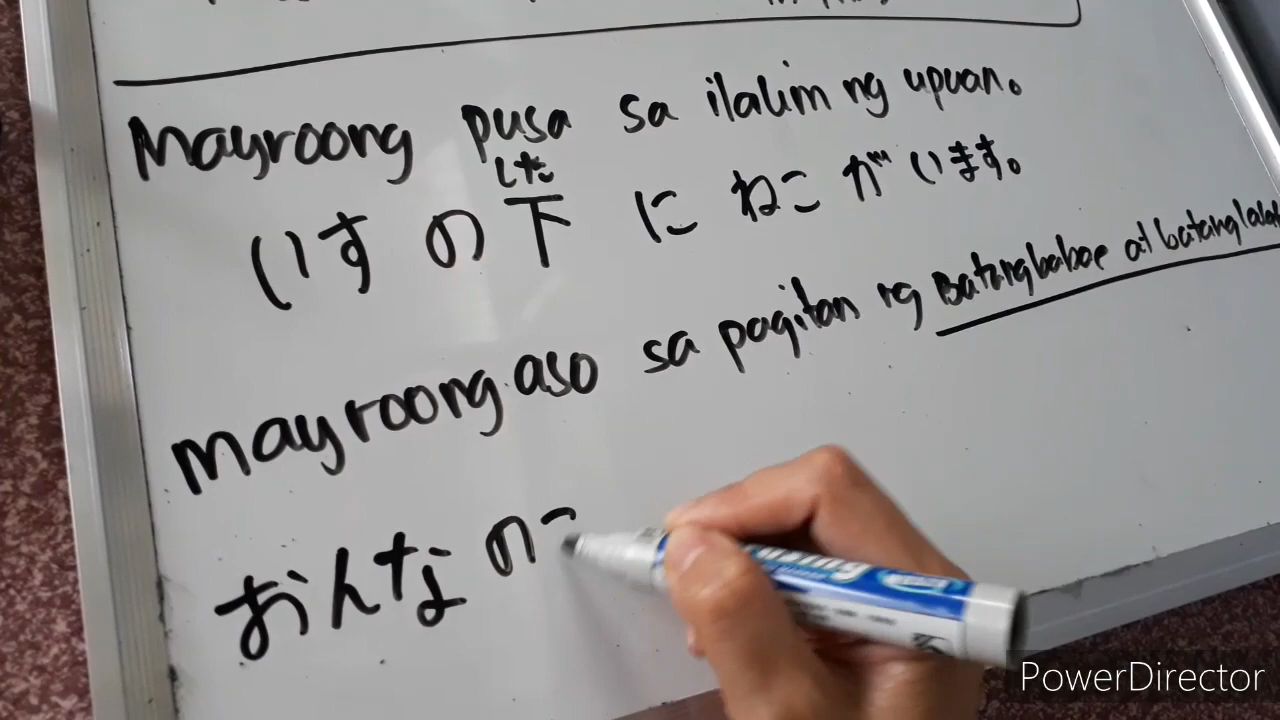 Mayroong pusa sa ilalim ng upuan.
した
いすの下 に ねこ が います。
mayroong aso sa pagitan ng Batang babae at batang lalak
おんな のこ
PowerDirector